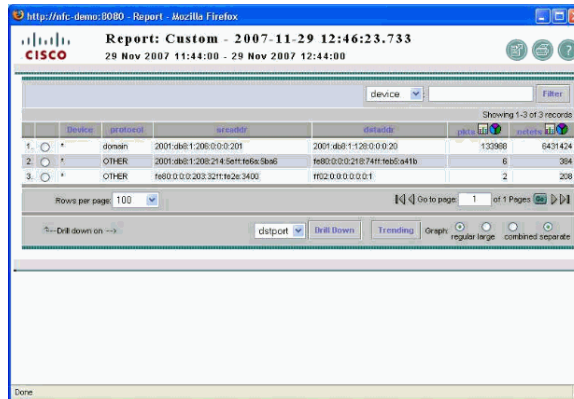 http://nfc-demo:8080 - Report - Mozilla Firefox
CISCO
Report: Custom - 2007-11-29 12:46:23.733
29 Nov 2007 11:44:00 - 29 Nov 2007 12:44:00
device : Filter
Showing 1-3 of 3 records
Device protocol srcaddr dstaddr pkts octets
1. * domain 2001:db8:1:206:0:0:0:201 2001:db8:1:128:0:0:0:20 133988 6431424
2. * OTHER 2001:db8:1:208:214:5eff:fe6a:5ba6 fe80:0:0:0:218:74ff:feb5:a41b 6 384
3. * OTHER fe80:0:0:0:203:32ff:fe2e:3400 ff02:0:0:0:0:0:0:1 2 208
Rows per page: 100 Go to page: 1 of 1 Pages Go
^---Drill down on ---> dstport Drill Down Trending Graph: regular large combined separate
Done